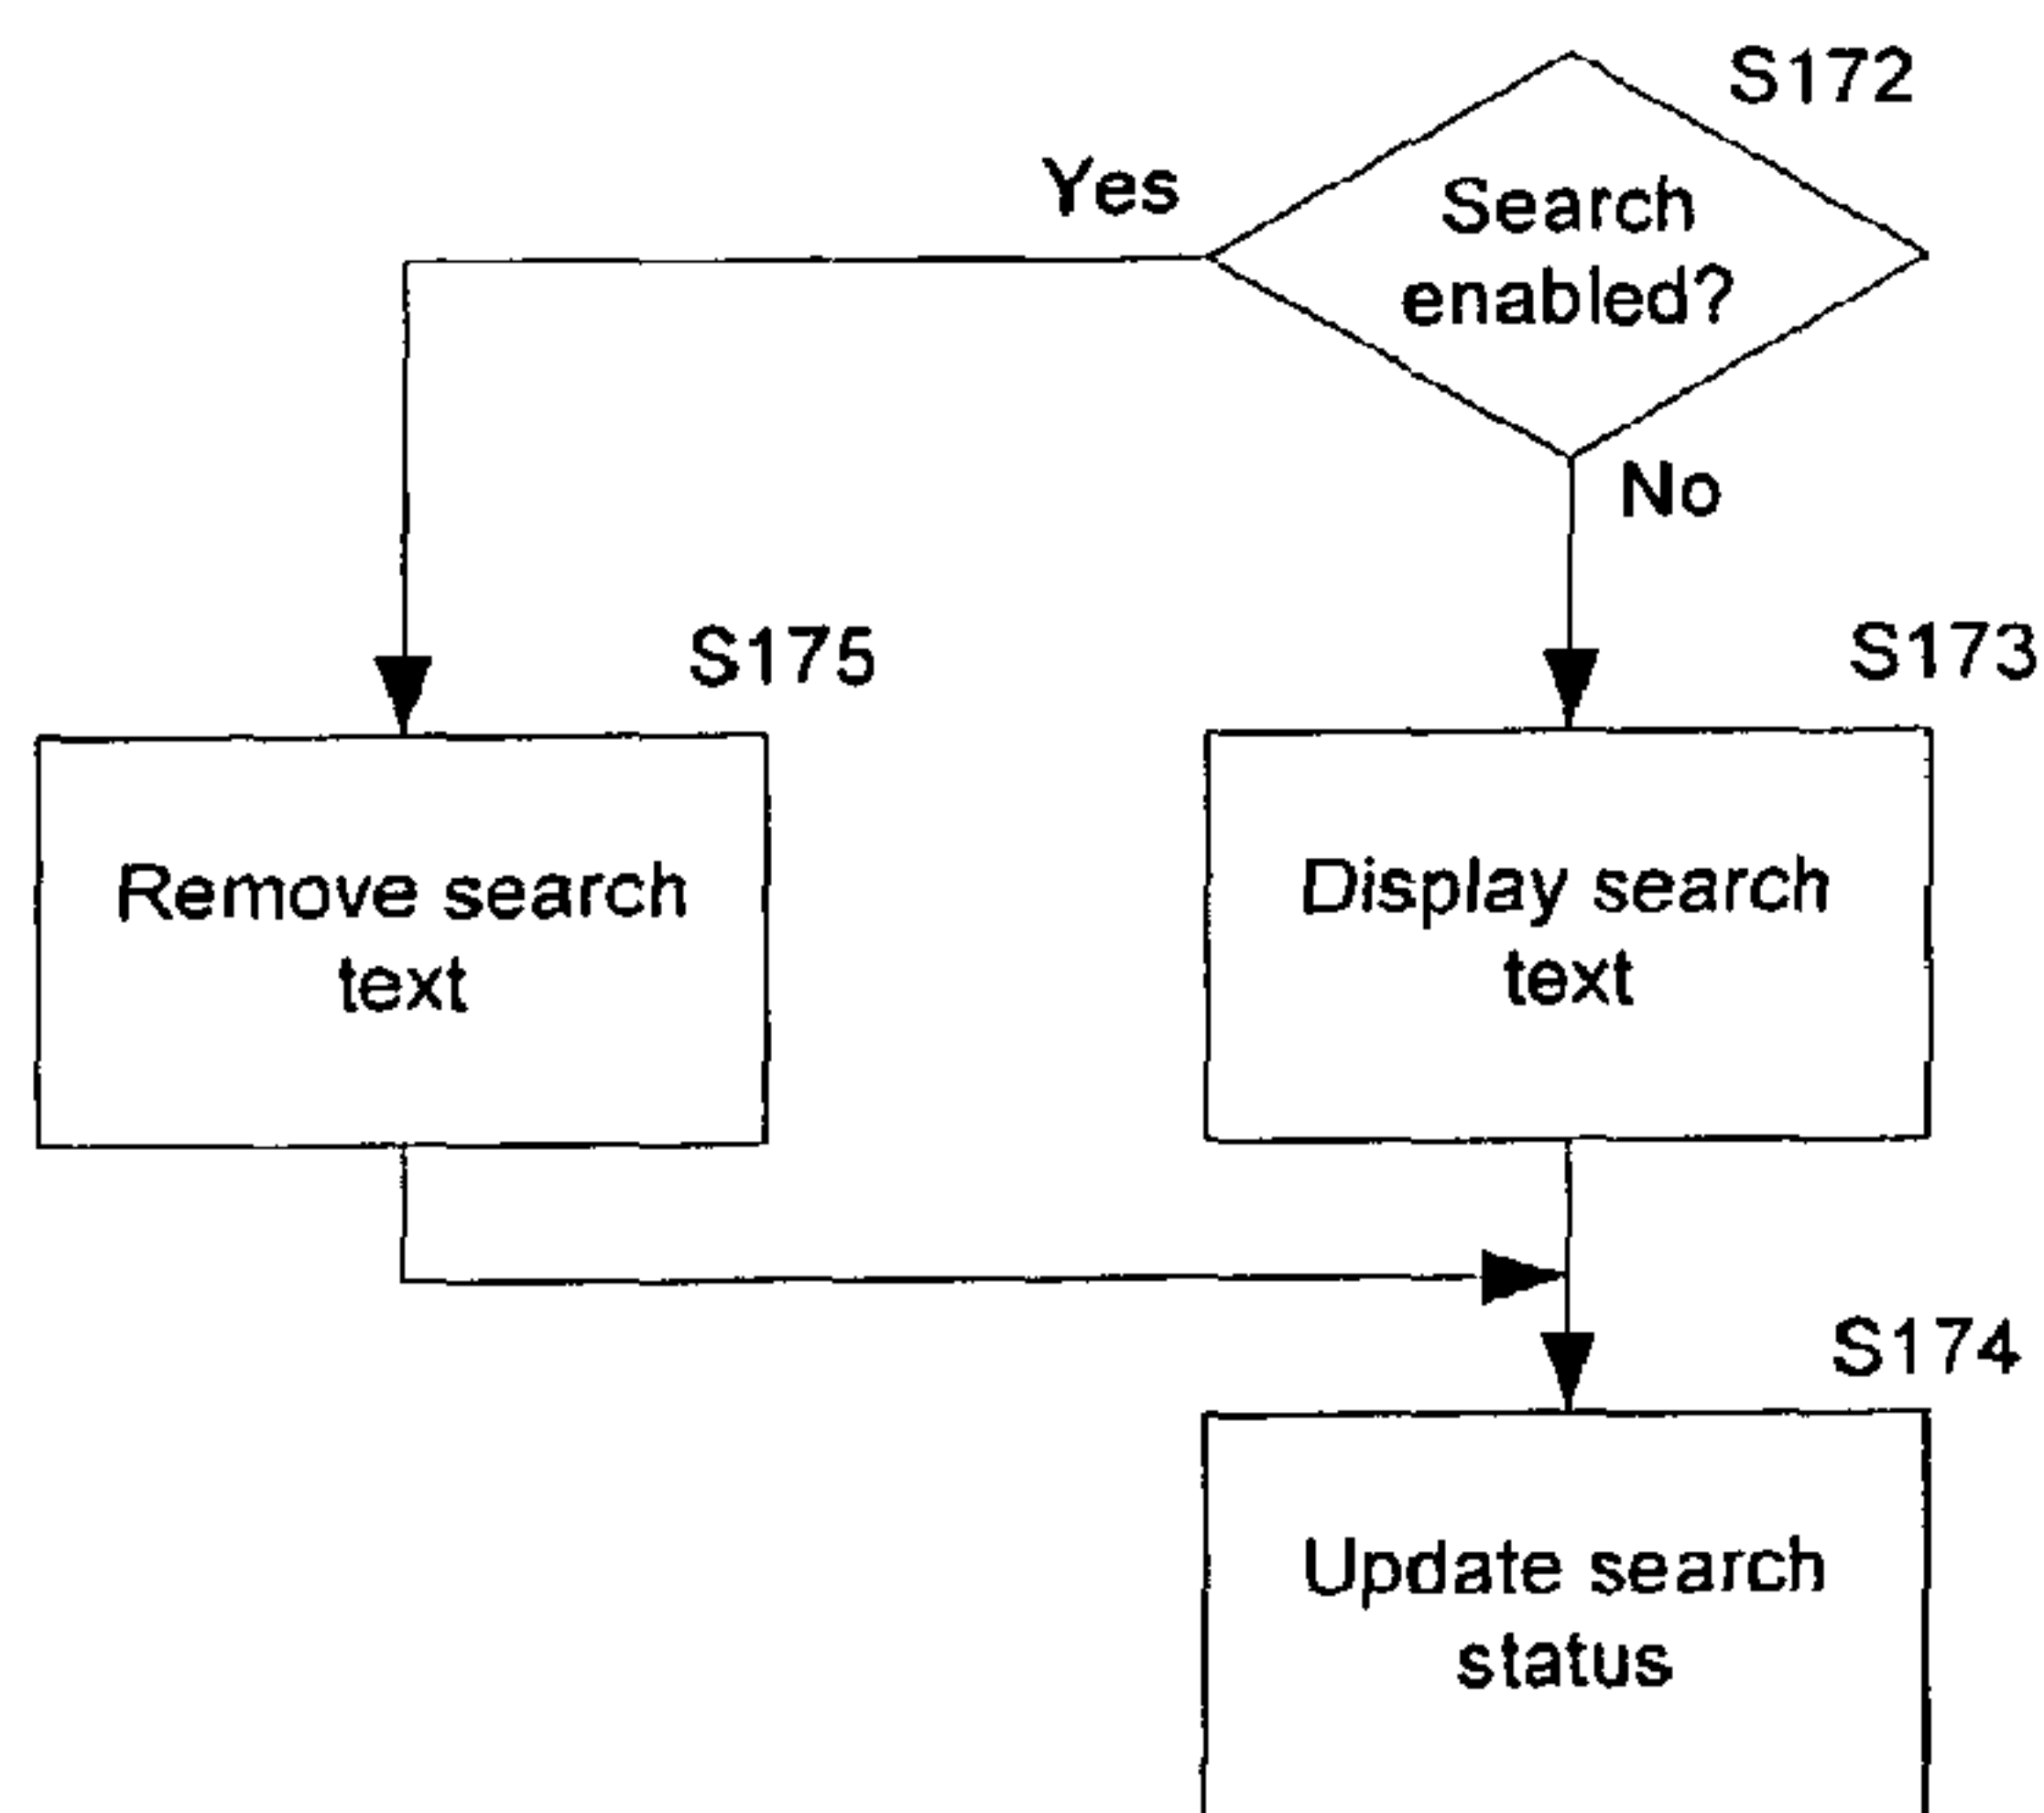 S172
Yes
Search
enabled?
No
S175
S173
Remove search
text
Display search
text
S174
Update search
status